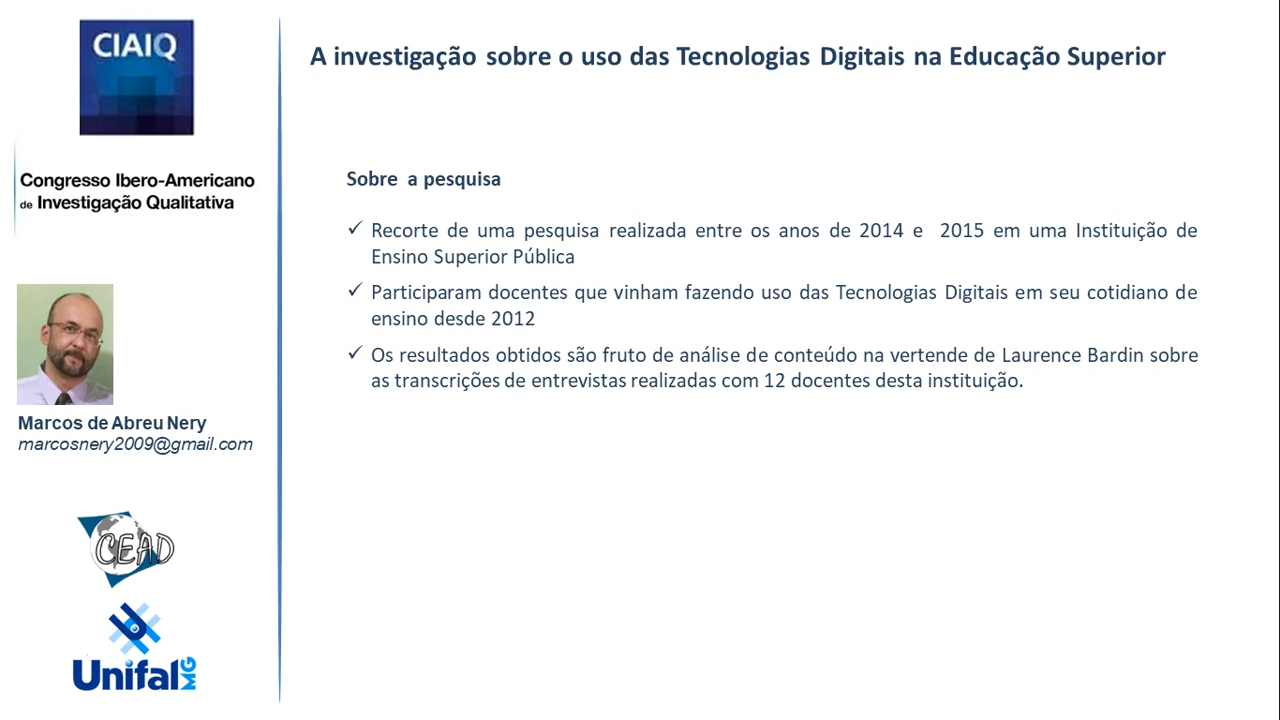 CIAIQ
Congresso Ibero-Americano
de Investigação Qualitativa
Marcos de Abreu Nery
marcosnery2009@gmail.com
CEAD
Unifal MG
A investigação sobre o uso das Tecnologias Digitais na Educação Superior
Sobre a pesquisa
✓ Recorte de uma pesquisa realizada entre os anos de 2014 e 2015 em uma Instituição de
Ensino Superior Pública
✓ Participaram docentes que vinham fazendo uso das Tecnologias Digitais em seu cotidiano de
ensino desde 2012
✓ Os resultados obtidos são fruto de análise de conteúdo na vertende de Laurence Bardin sobre
as transcrições de entrevistas realizadas com 12 docentes desta instituição.